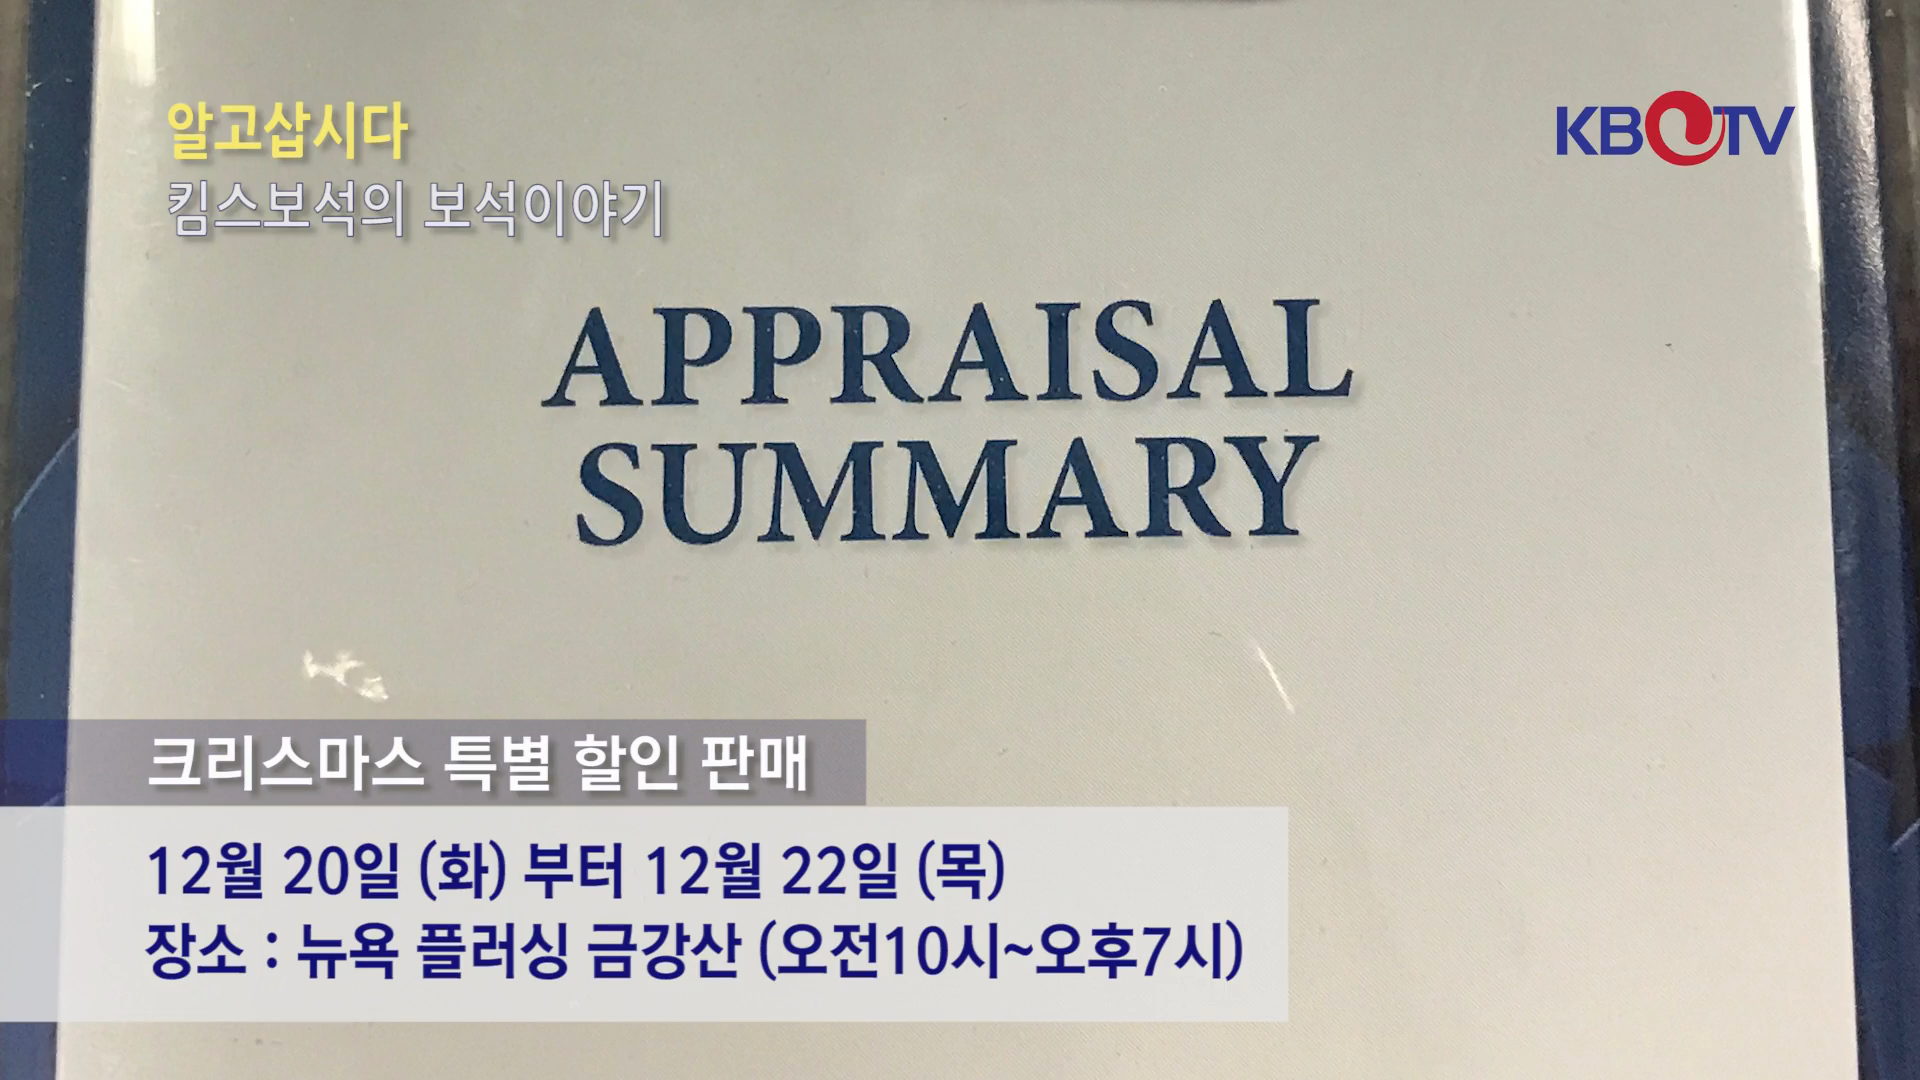 알고삽시다
킴스보석의 보석이야기
KBTV
APPRAISAL
SUMMARY
크리스마스 특별 할인 판매
12월 20일 (화) 부터 12월 22일 (목)
장소 : 뉴욕 플러싱 금강산 (오전10시~오후7시)